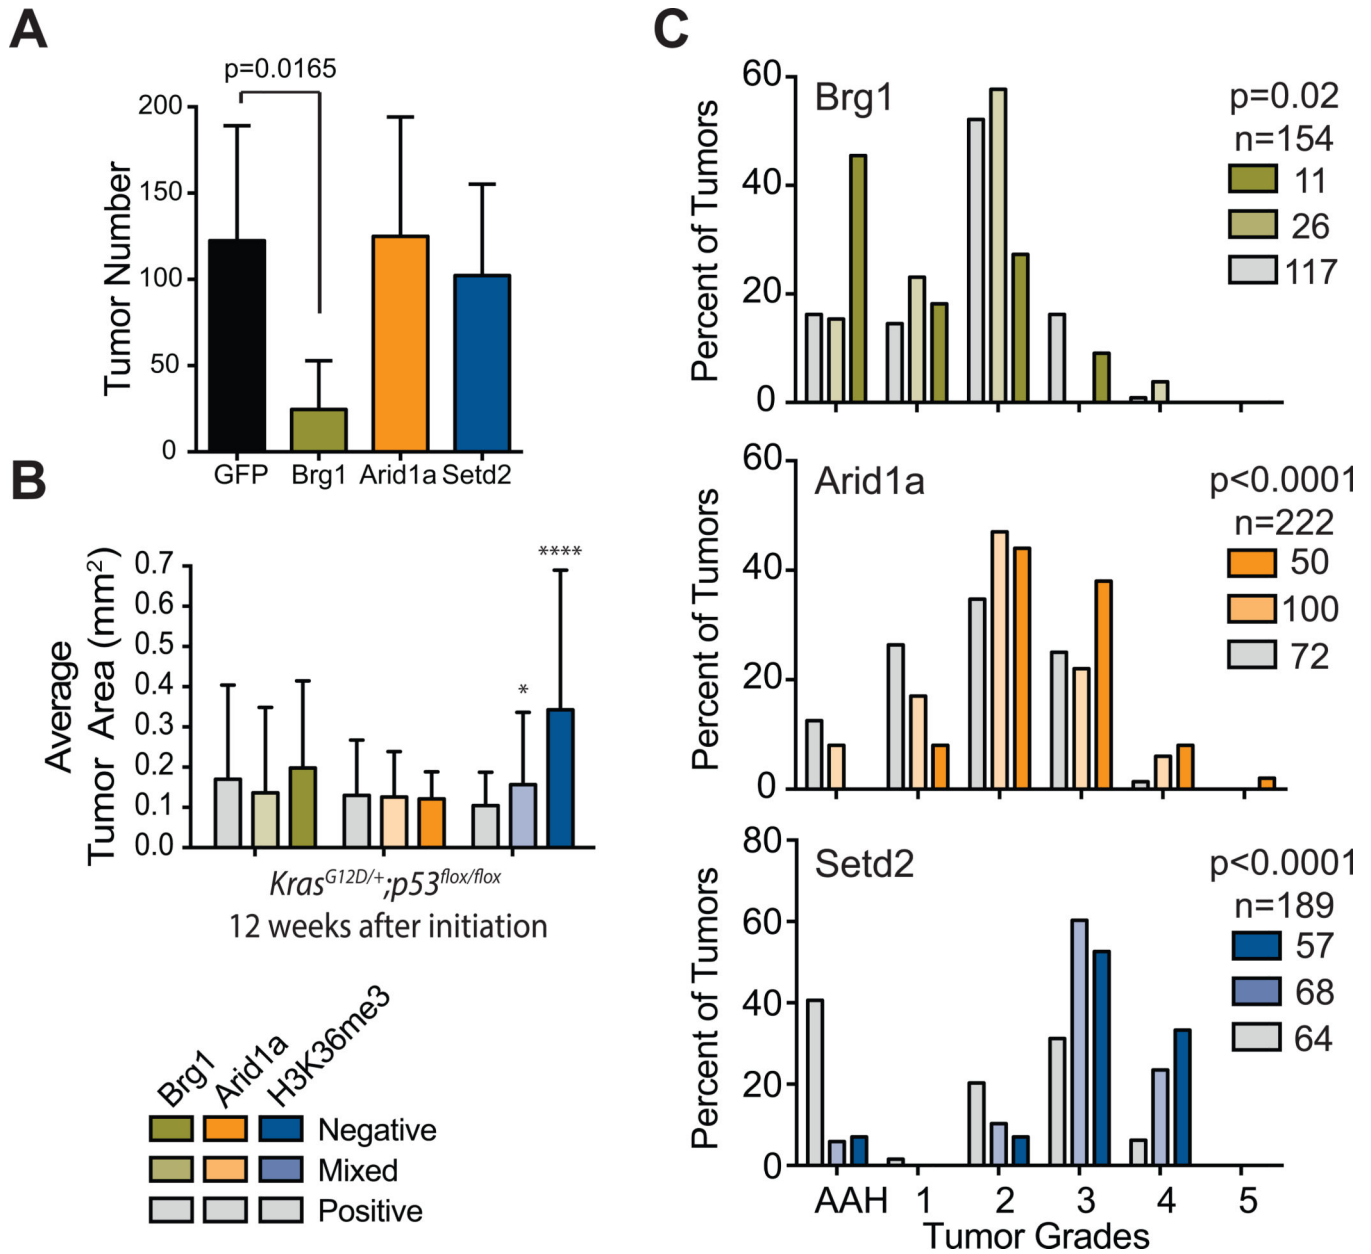 A
p=0.0165
Tumor Number
200
150
100
50
0
GFP Brg1 Arid1a Setd2
B
Average
Tumor Area (mm²)
0.7
0.6
0.5
0.4
0.3
0.2
0.1
0.0
*
****
Kras^G12D/+;p53^flox/flox
12 weeks after initiation
Brg1
Arid1a
H3K36me3
Negative
Mixed
Positive
C
Percent of Tumors
60
40
20
0
Brg1
p=0.02
n=154
11
26
117
Percent of Tumors
60
40
20
0
Arid1a
p<0.0001
n=222
50
100
72
Percent of Tumors
80
60
40
20
0
Setd2
p<0.0001
n=189
57
68
64
AAH 1 2 3 4 5
Tumor Grades